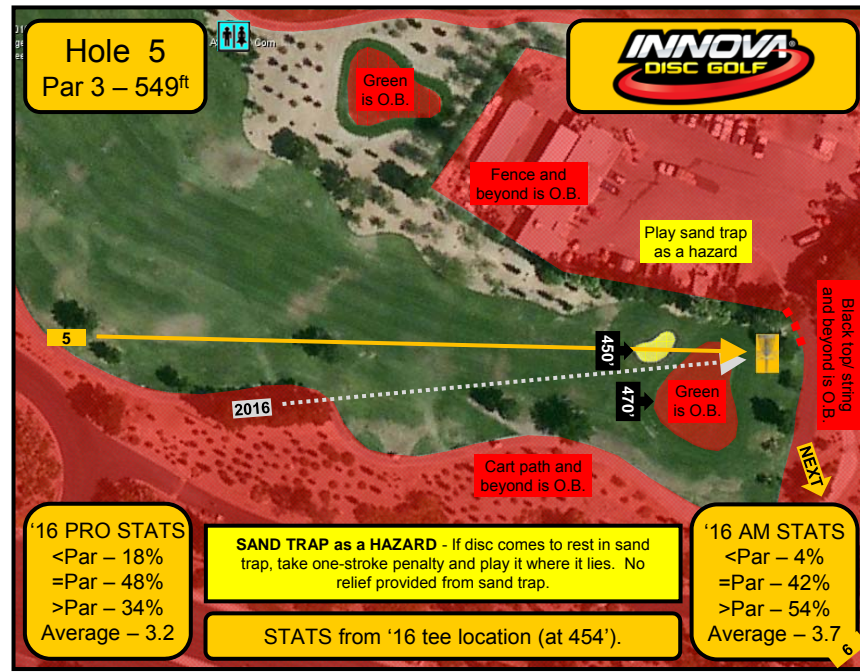 Hole 5
Par 3 – 549ft
Com
INNOVA®
DISC GOLF
Green
is O.B.
Fence and
beyond is O.B.
Play sand trap
as a hazard
Black top/ string
and beyond is O.B.
5
450'
2016
470'
Green
is O.B.
Cart path and
beyond is O.B.
NEXT
'16 PRO STATS
<Par – 18%
=Par – 48%
>Par – 34%
Average – 3.2
SAND TRAP as a HAZARD - If disc comes to rest in sand
trap, take one-stroke penalty and play it where it lies. No
relief provided from sand trap.
STATS from '16 tee location (at 454').
'16 AM STATS
<Par – 4%
=Par – 42%
>Par – 54%
Average – 3.7
6